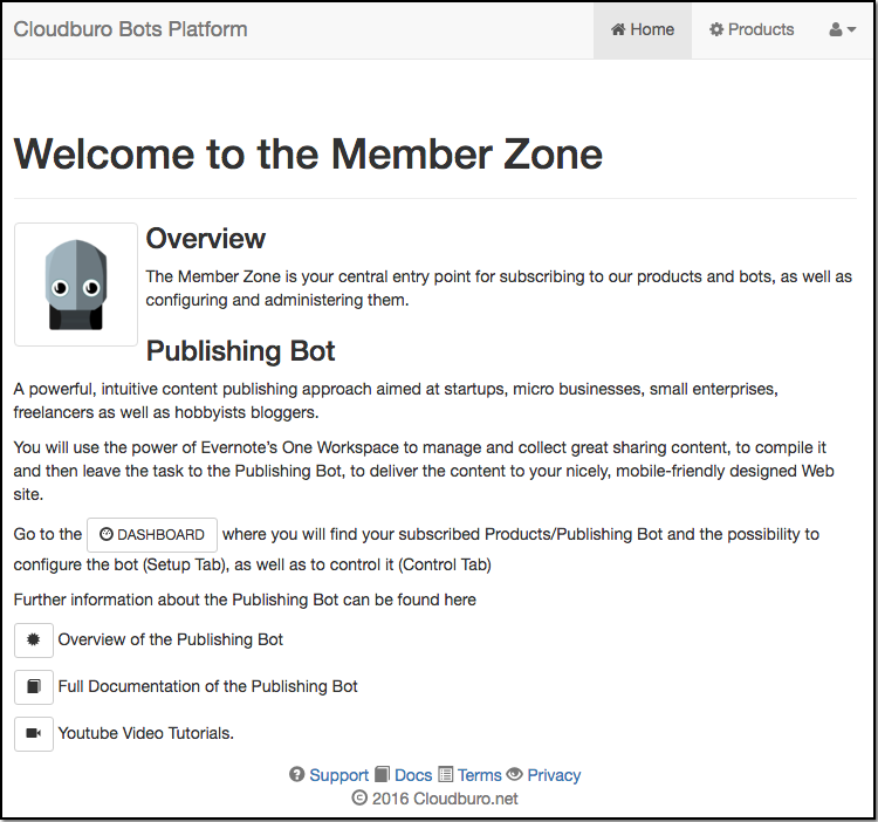 Cloudburo Bots Platform
Home
Products
Welcome to the Member Zone
Overview
The Member Zone is your central entry point for subscribing to our products and bots, as well as
configuring and administering them.
Publishing Bot
A powerful, intuitive content publishing approach aimed at startups, micro businesses, small enterprises,
freelancers as well as hobbyists bloggers.
You will use the power of Evernote’s One Workspace to manage and collect great sharing content, to compile it
and then leave the task to the Publishing Bot, to deliver the content to your nicely, mobile-friendly designed Web
site.
Go to the DASHBOARD where you will find your subscribed Products/Publishing Bot and the possibility to
configure the bot (Setup Tab), as well as to control it (Control Tab)
Further information about the Publishing Bot can be found here
Overview of the Publishing Bot
Full Documentation of the Publishing Bot
Youtube Video Tutorials.
Support Docs Terms Privacy
© 2016 Cloudburo.net